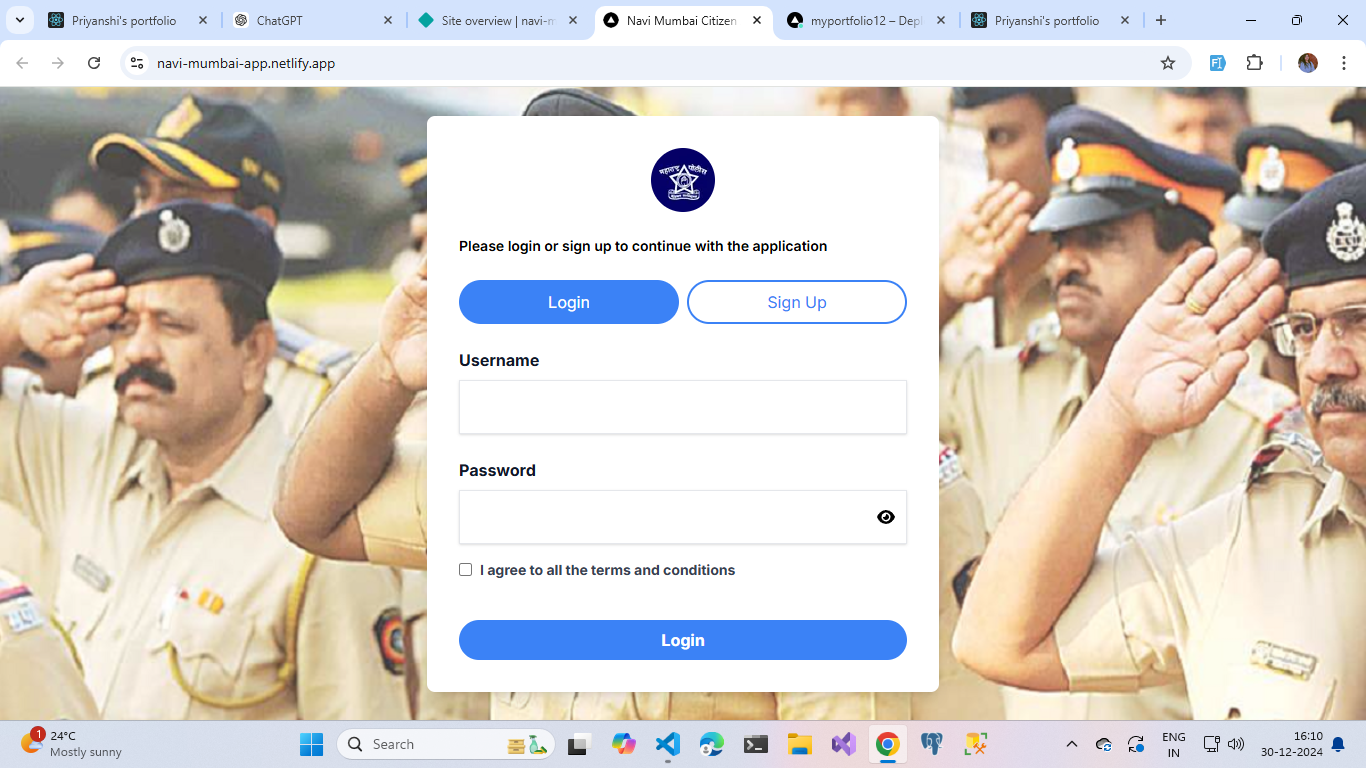 Priyanshi's portfolio
ChatGPT
Site overview | navi-m
Navi Mumbai Citizen
myportfolio12 – Depl
Priyanshi's portfolio
navi-mumbai-app.netlify.app
महाराष्ट्र पोलीस
Please login or sign up to continue with the application
Login
Sign Up
Username
Password
I agree to all the terms and conditions
Login
1
24°C
Mostly sunny
Search
ENG
IN
16:10
30-12-2024